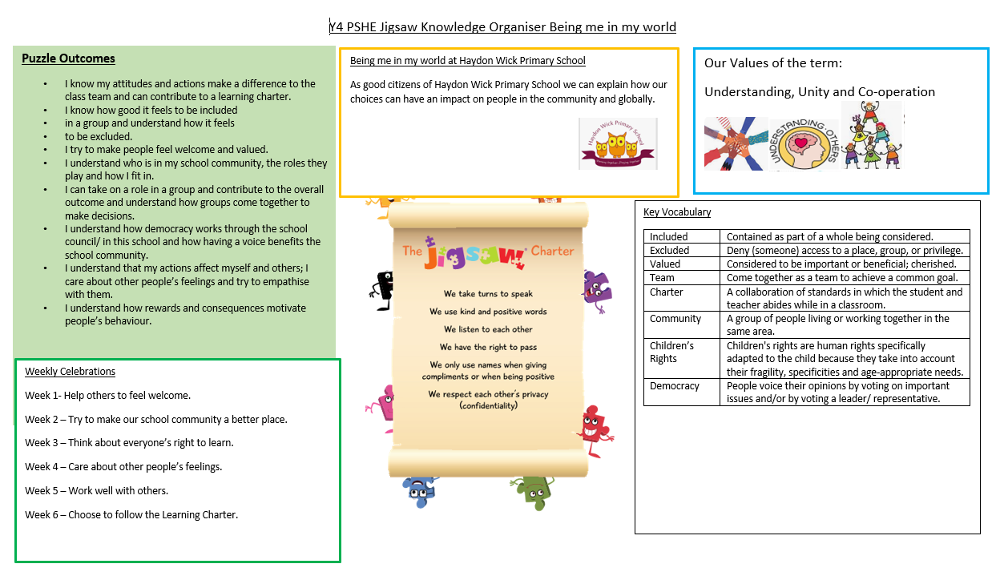 Y4 PSHE Jigsaw Knowledge Organiser Being me in my world
Puzzle Outcomes
• I know my attitudes and actions make a difference to the
class team and can contribute to a learning charter.
• I know how good it feels to be included
• in a group and understand how it feels
• to be excluded.
• I try to make people feel welcome and valued.
• I understand who is in my school community, the roles they
play and how I fit in.
• I can take on a role in a group and contribute to the overall
outcome and understand how groups come together to
make decisions.
• I understand how democracy works through the school
council/ in this school and how having a voice benefits the
school community.
• I understand that my actions affect myself and others; I
care about other people's feelings and try to empathise
with them.
• I understand how rewards and consequences motivate
people's behaviour.
Weekly Celebrations
Week 1- Help others to feel welcome.
Week 2 – Try to make our school community a better place.
Week 3 – Think about everyone's right to learn.
Week 4 – Care about other people's feelings.
Week 5 – Work well with others.
Week 6 – Choose to follow the Learning Charter.
Being me in my world at Haydon Wick Primary School
As good citizens of Haydon Wick Primary School we can explain how our
choices can have an impact on people in the community and globally.
Haydon Wick Primary School
The Jigsaw Charter
We take turns to speak
We use kind and positive words
We listen to each other
We have the right to pass
We only use names when giving
compliments or when being positive
We respect each other's privacy
(confidentiality)
Our Values of the term:
Understanding, Unity and Co-operation
UNDERSTANDING·OTHERS
Key Vocabulary
Included Contained as part of a whole being considered.
Excluded Deny (someone) access to a place, group, or privilege.
Valued Considered to be important or beneficial; cherished.
Team Come together as a team to achieve a common goal.
Charter A collaboration of standards in which the student and
teacher abides while in a classroom.
Community A group of people living or working together in the
same area.
Children's Children's rights are human rights specifically
Rights adapted to the child because they take into account
their fragility, specificities and age-appropriate needs.
Democracy People voice their opinions by voting on important
issues and/or by voting a leader/ representative.